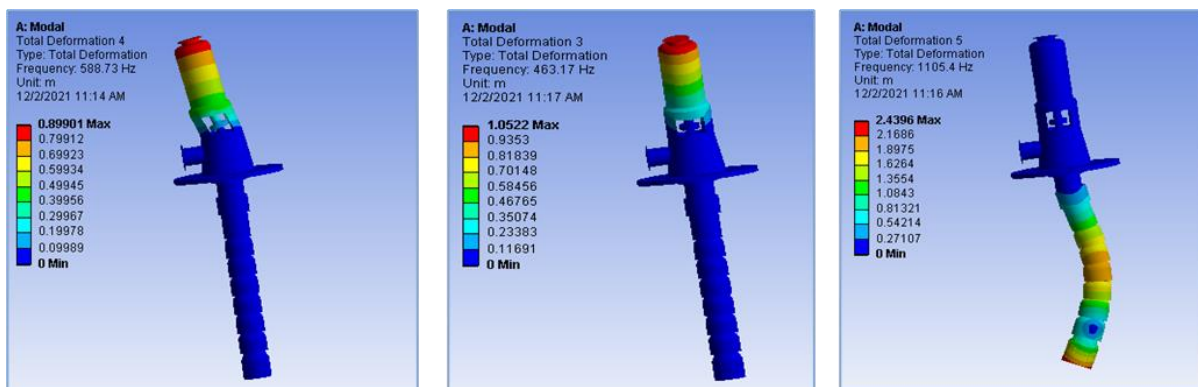 A: Modal
Total Deformation 4
Type: Total Deformation
Frequency: 588.73 Hz
Unit: m
12/2/2021 11:14 AM
0.89901 Max
0.79912
0.69923
0.59934
0.49945
0.39956
0.29967
0.19978
0.09989
0 Min
A: Modal
Total Deformation 3
Type: Total Deformation
Frequency: 463.17 Hz
Unit: m
12/2/2021 11:17 AM
1.0522 Max
0.9353
0.81839
0.70148
0.58456
0.46765
0.35074
0.23383
0.11691
0 Min
A: Modal
Total Deformation 5
Type: Total Deformation
Frequency: 1105.4 Hz
Unit: m
12/2/2021 11:16 AM
2.4396 Max
2.1686
1.8975
1.6264
1.3554
1.0843
0.81321
0.54214
0.27107
0 Min